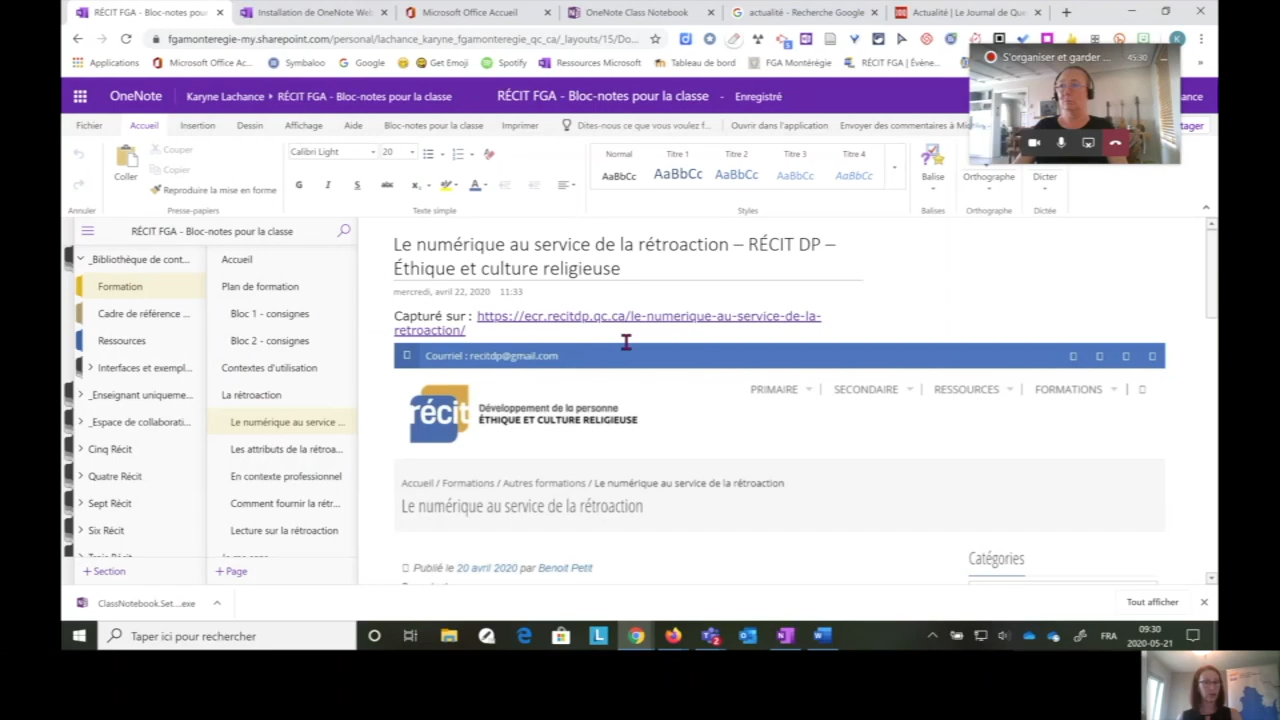 RÉCIT FGA - Bloc-notes pour la c
Installation de OneNote Web
Microsoft Office Accueil
OneNote Class Notebook
actualité - Recherche Google
Actualité | Le Journal de Qué
fgamonteregie-my.sharepoint.com/personal/lachance_karyne_fgamonteregie_qc_ca/_layouts/15/Do...
Applications
Microsoft Office Ac...
Symbaloo
Google
Get Emoji
Spotify
Ressources Microsoft
Tableau de bord
FGA Montérégie
RÉCIT FGA | Évène...
S'organiser et garder ...
45:30
OneNote
Karyne Lachance
RÉCIT FGA - Bloc-notes pour la classe
RÉCIT FGA - Bloc-notes pour la classe - Enregistré
Fichier
Accueil
Insertion
Dessin
Affichage
Aide
Bloc-notes pour la classe
Imprimer
Dites-nous ce que vous voulez f...
Ouvrir dans l'application
Envoyer des commentaires à Mi
Coller
Couper
Copier
Reproduire la mise en forme
Calibri Light
20
Normal
Titre 1
Titre 2
Titre 3
Titre 4
AaBbCc
AaBbCc
AaBbCc
AaBbCc
AaBbCc
Balise
Orthographe
Dicter
Annuler
Presse-papiers
Texte simple
Styles
Balises
Orthographe
Dictée
RÉCIT FGA - Bloc-notes pour la classe
_Bibliothèque de cont...
Formation
Cadre de référence ...
Ressources
Interfaces et exempl...
_Enseignant uniqueme...
_Espace de collaborati...
Cinq Récit
Quatre Récit
Sept Récit
Six Récit
Trois Récit
+ Section
Accueil
Plan de formation
Bloc 1 - consignes
Bloc 2 - consignes
Contextes d'utilisation
La rétroaction
Le numérique au service ...
Les attributs de la rétroa...
En contexte professionnel
Comment fournir la rétr...
Lecture sur la rétroaction
+ Page
Le numérique au service de la rétroaction – RÉCIT DP –
Éthique et culture religieuse
mercredi, avril 22, 2020 11:33
Capturé sur : https://ecr.recitdp.qc.ca/le-numerique-au-service-de-la-
retroaction/
Courriel : recitdp@gmail.com
récit
Développement de la personne
ÉTHIQUE ET CULTURE RELIGIEUSE
PRIMAIRE
SECONDAIRE
RESSOURCES
FORMATIONS
Accueil / Formations / Autres formations / Le numérique au service de la rétroaction
Le numérique au service de la rétroaction
Publié le 20 avril 2020 par Benoit Petit
Catégories
ClassNotebook.Set....exe
Tout afficher
Taper ici pour rechercher
FRA
09:30
2020-05-21